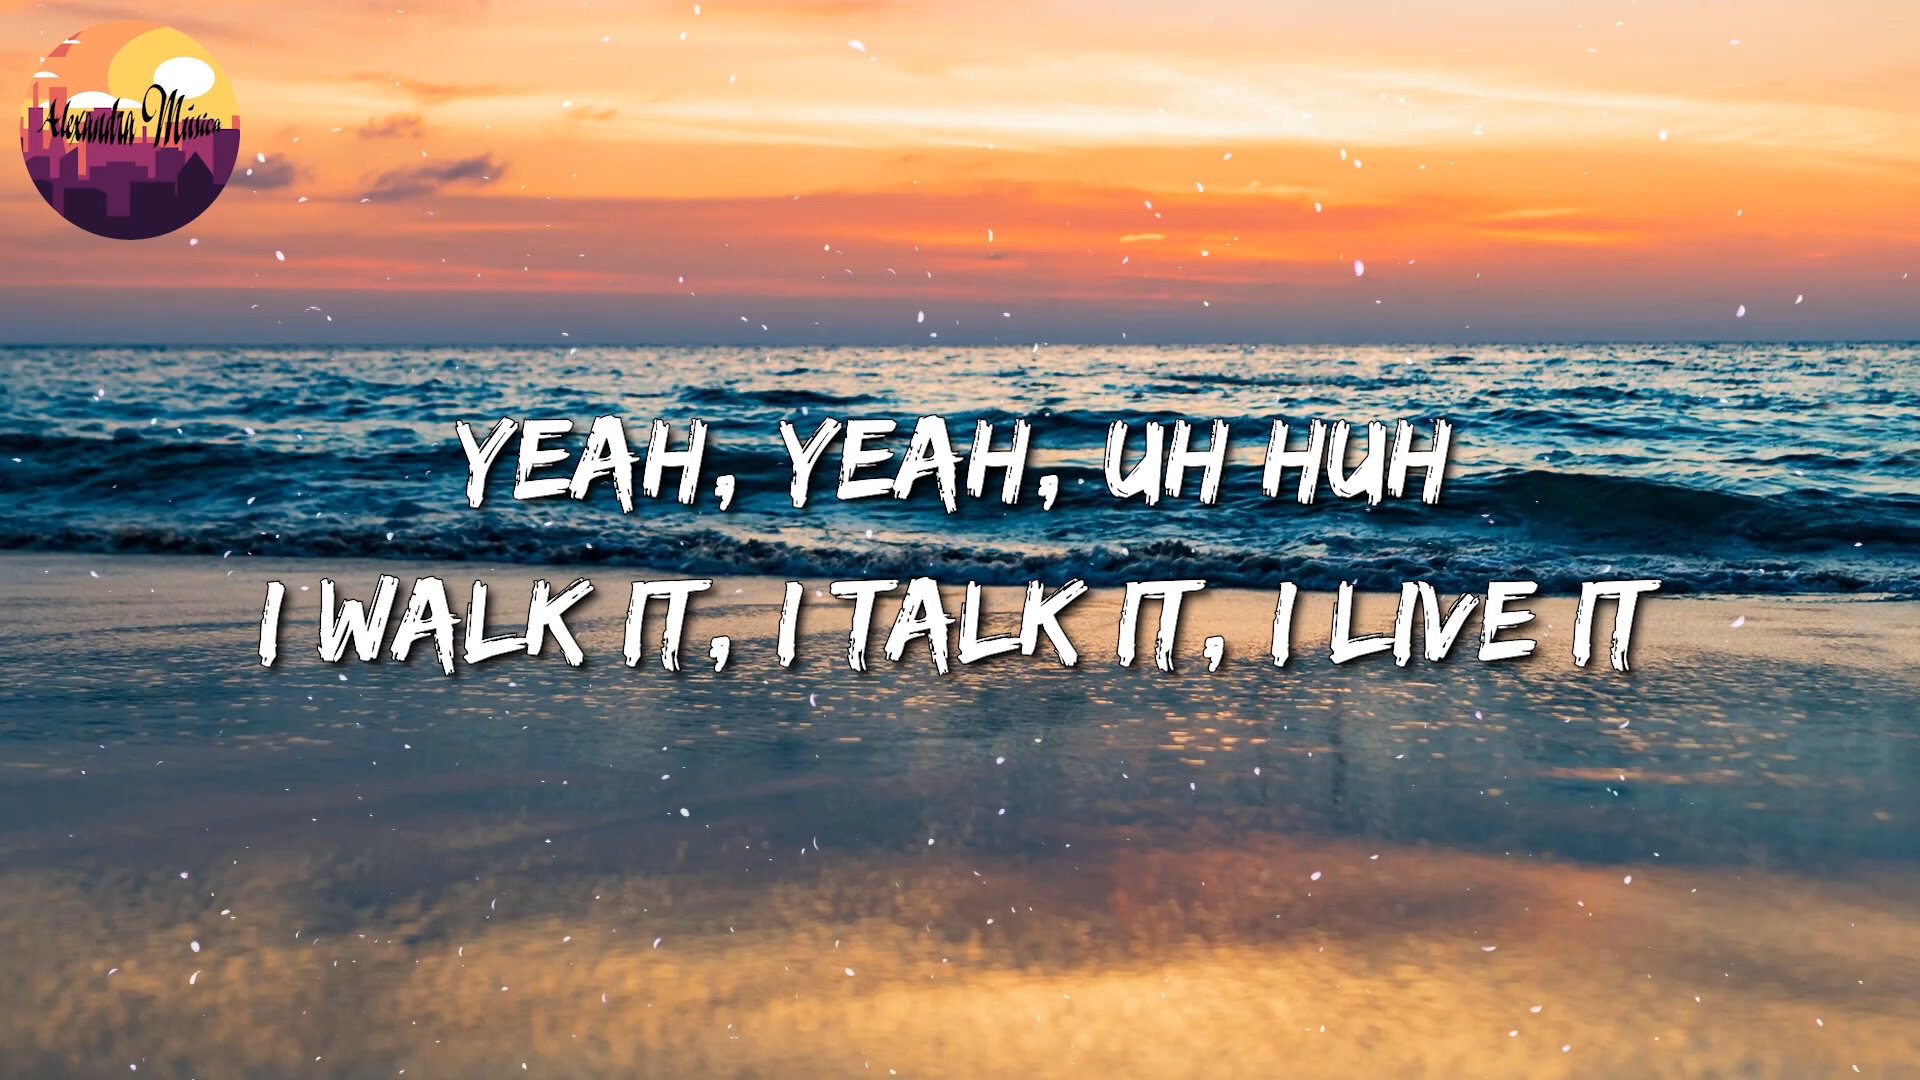 Alexandra Música
YEAH, YEAH, UH HUH
I WALK IT, I TALK IT, I LIVE IT